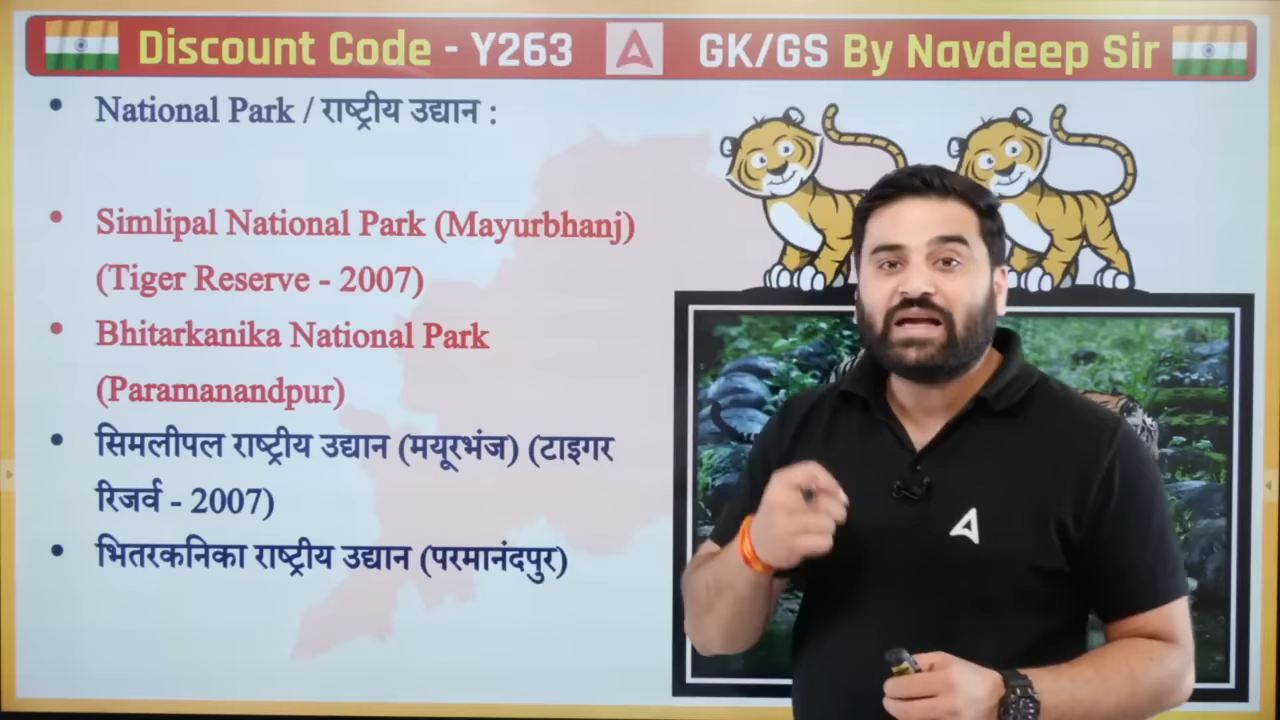 Discount Code - Y263 GK/GS By Navdeep Sir
• National Park / राष्ट्रीय उद्यान :
• Simlipal National Park (Mayurbhanj)
(Tiger Reserve - 2007)
• Bhitarkanika National Park
(Paramanandpur)
• सिमलीपल राष्ट्रीय उद्यान (मयूरभंज) (टाइगर
रिजर्व - 2007)
• भितरकनिका राष्ट्रीय उद्यान (परमानंदपुर)